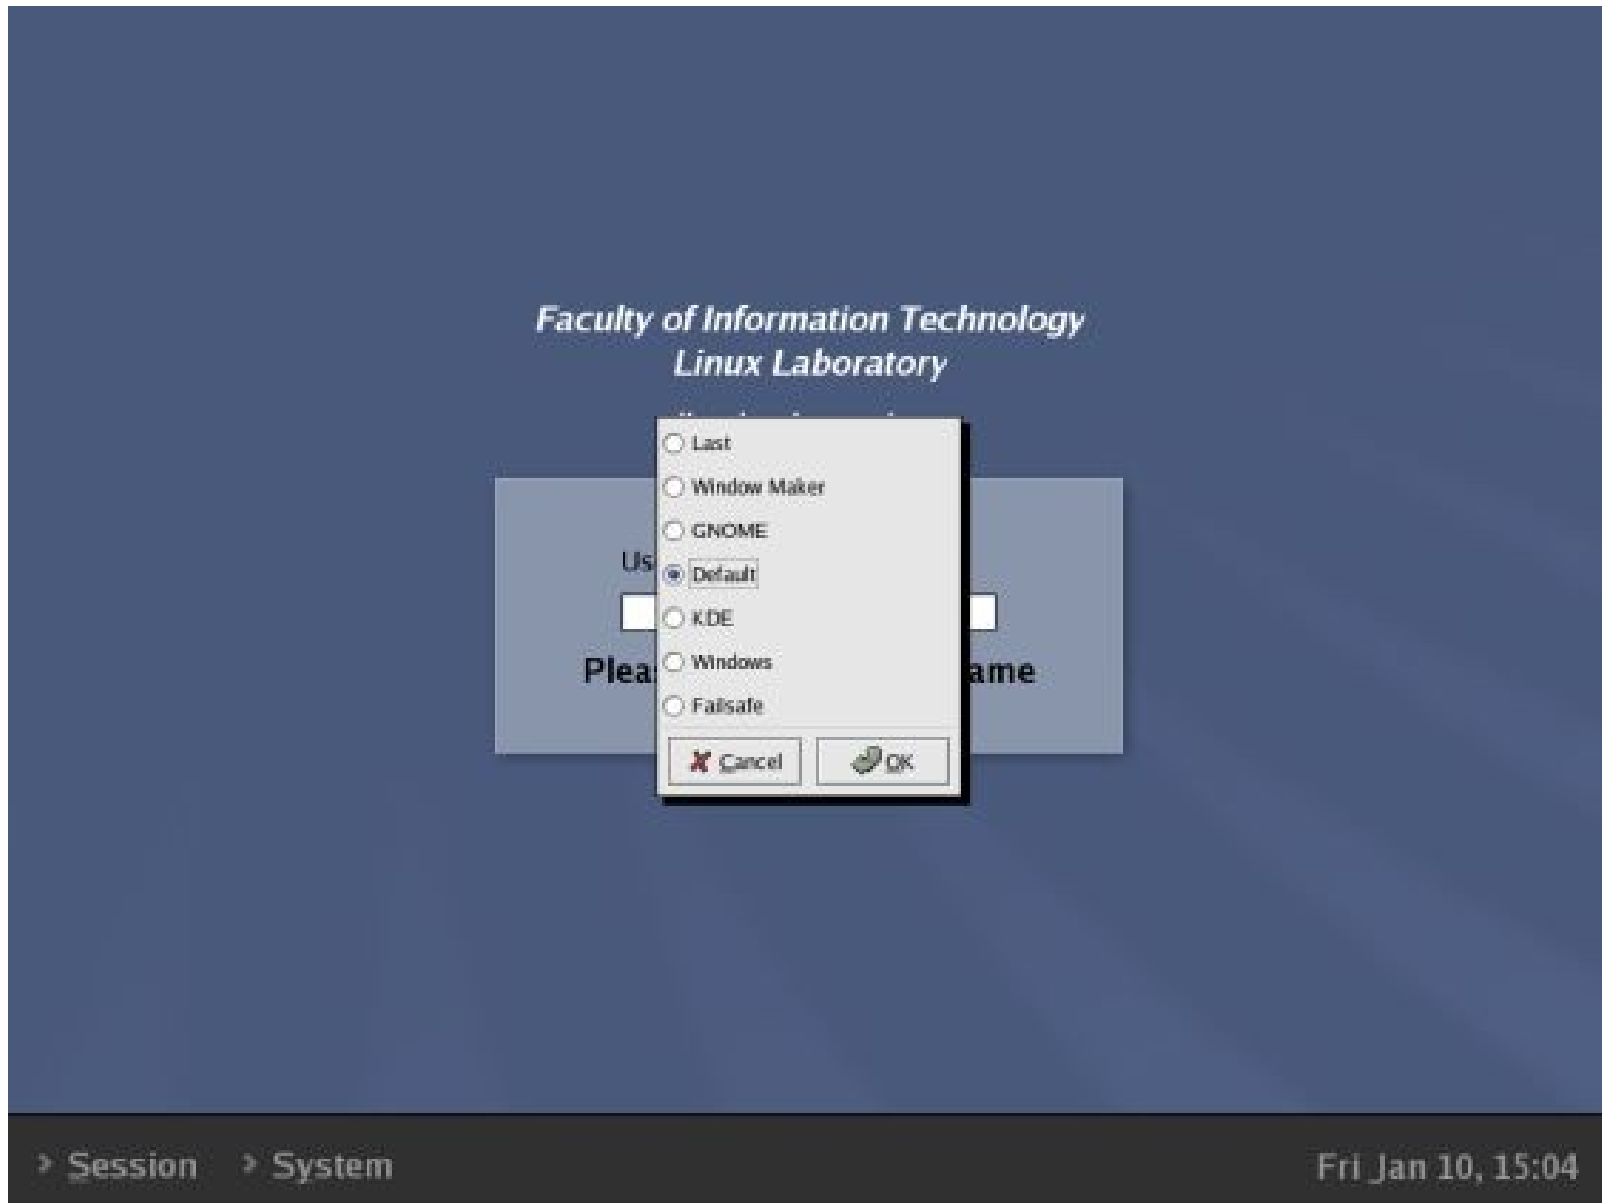 Faculty of Information Technology
Linux Laboratory
Last
Window Maker
GNOME
Default
KDE
Windows
Failsafe
Cancel
OK
Session
System
Fri Jan 10, 15:04